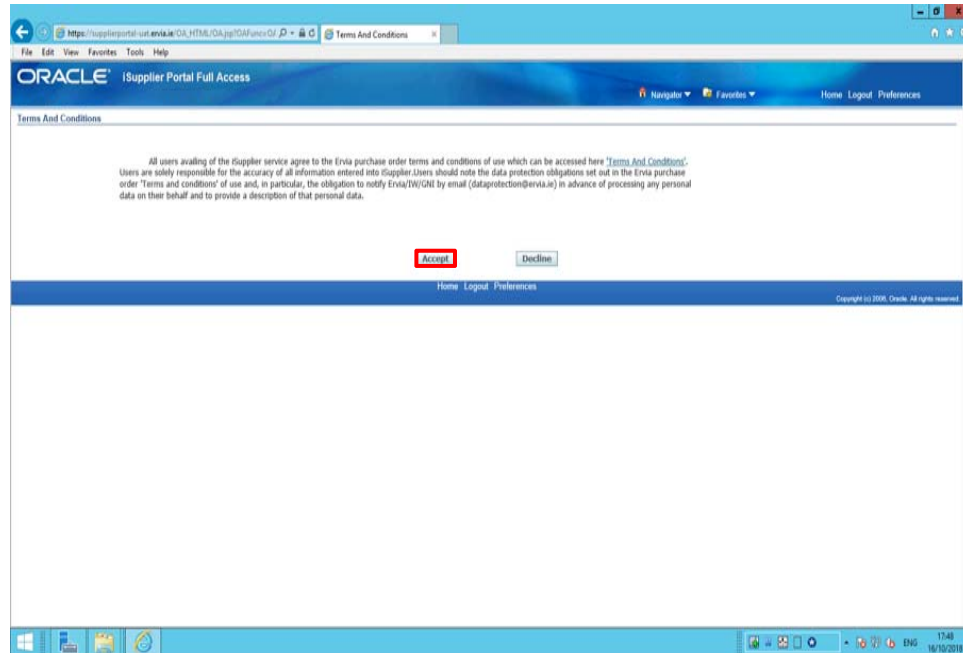 https://supplierportal-uat.ervia.ie/OA_HTML/OA.jsp?OAFunc=OA
Terms And Conditions
File Edit View Favorites Tools Help
ORACLE iSupplier Portal Full Access
Navigator Favorites Home Logout Preferences
Terms And Conditions
All users availing of the iSupplier service agree to the Ervia purchase order terms and conditions of use which can be accessed here 'Terms And Conditions'.
Users are solely responsible for the accuracy of all information entered into iSupplier.Users should note the data protection obligations set out in the Ervia purchase
order 'Terms and conditions' of use and, in particular, the obligation to notify Ervia/IW/GNI by email (dataprotection@ervia.ie) in advance of processing any personal
data on their behalf and to provide a description of that personal data.
Accept Decline
Home Logout Preferences
Copyright (c) 2006, Oracle. All rights reserved.
ENG 17:48
16/10/2018